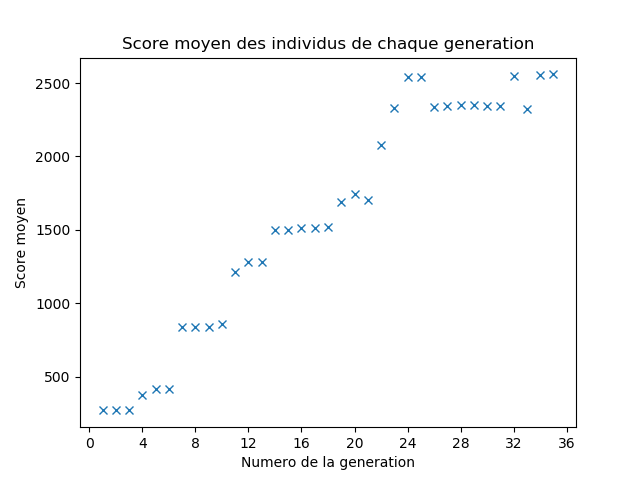 Score moyen des individus de chaque generation
Score moyen
2500
2000
1500
1000
500
0 4 8 12 16 20 24 28 32 36
Numero de la generation